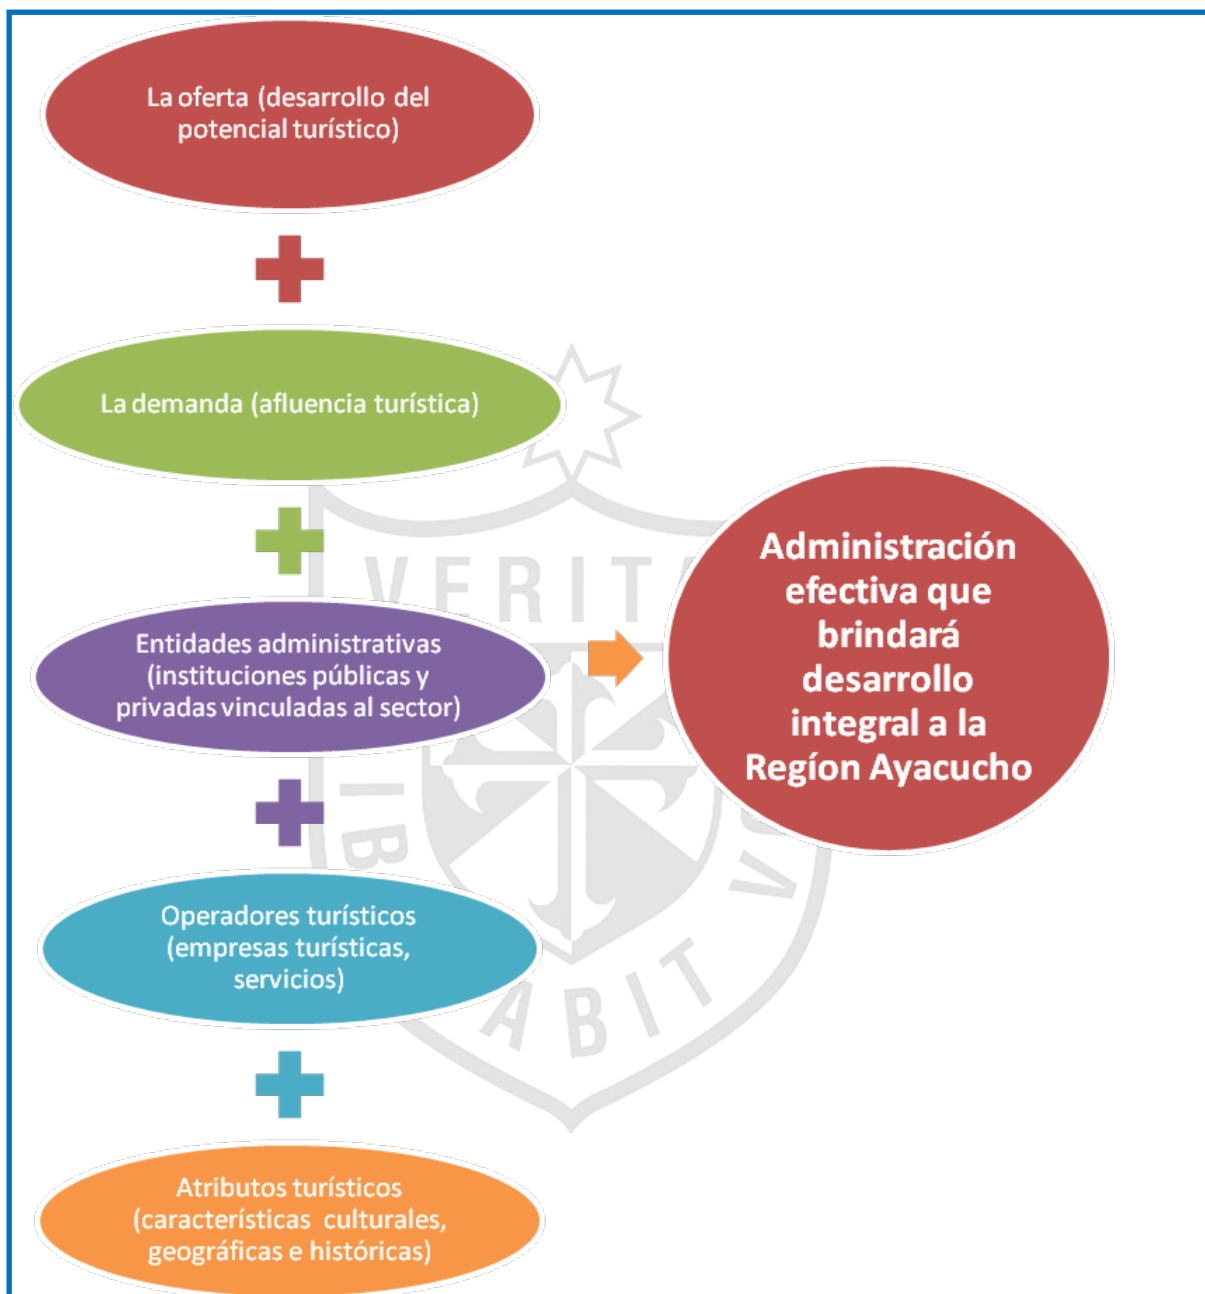 La oferta (desarrollo del
potencial turístico)
La demanda (afluencia turística)
Entidades administrativas
(instituciones públicas y
privadas vinculadas al sector)
Operadores turísticos
(empresas turísticas,
servicios)
Atributos turísticos
(características culturales,
geográficas e históricas)
Administración
efectiva que
brindará
desarrollo
integral a la
Regíon Ayacucho
VERIT
IB
ABIT